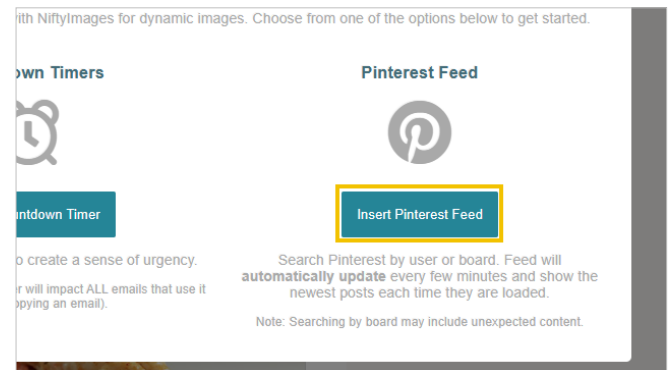 with NiftyImages for dynamic images. Choose from one of the options below to get started.
own Timers
Pinterest Feed
ntdown Timer
Insert Pinterest Feed
o create a sense of urgency.
r will impact ALL emails that use it
opying an email).
Search Pinterest by user or board. Feed will
automatically update every few minutes and show the
newest posts each time they are loaded.
Note: Searching by board may include unexpected content.